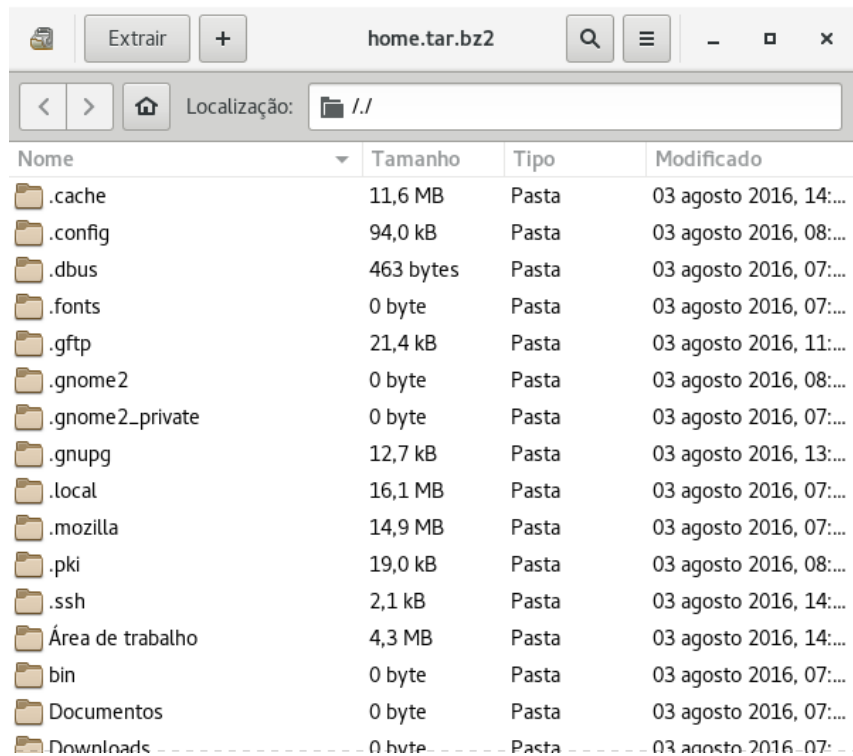 Extrair + home.tar.bz2
Localização: /./
Nome Tamanho Tipo Modificado
.cache 11,6 MB Pasta 03 agosto 2016, 14:...
.config 94,0 kB Pasta 03 agosto 2016, 08:...
.dbus 463 bytes Pasta 03 agosto 2016, 07:...
.fonts 0 byte Pasta 03 agosto 2016, 07:...
.gftp 21,4 kB Pasta 03 agosto 2016, 11:...
.gnome2 0 byte Pasta 03 agosto 2016, 08:...
.gnome2_private 0 byte Pasta 03 agosto 2016, 07:...
.gnupg 12,7 kB Pasta 03 agosto 2016, 13:...
.local 16,1 MB Pasta 03 agosto 2016, 07:...
.mozilla 14,9 MB Pasta 03 agosto 2016, 07:...
.pki 19,0 kB Pasta 03 agosto 2016, 08:...
.ssh 2,1 kB Pasta 03 agosto 2016, 14:...
Área de trabalho 4,3 MB Pasta 03 agosto 2016, 14:...
bin 0 byte Pasta 03 agosto 2016, 07:...
Documentos 0 byte Pasta 03 agosto 2016, 07:...
Downloads 0 byte Pasta 03 agosto 2016, 07:...